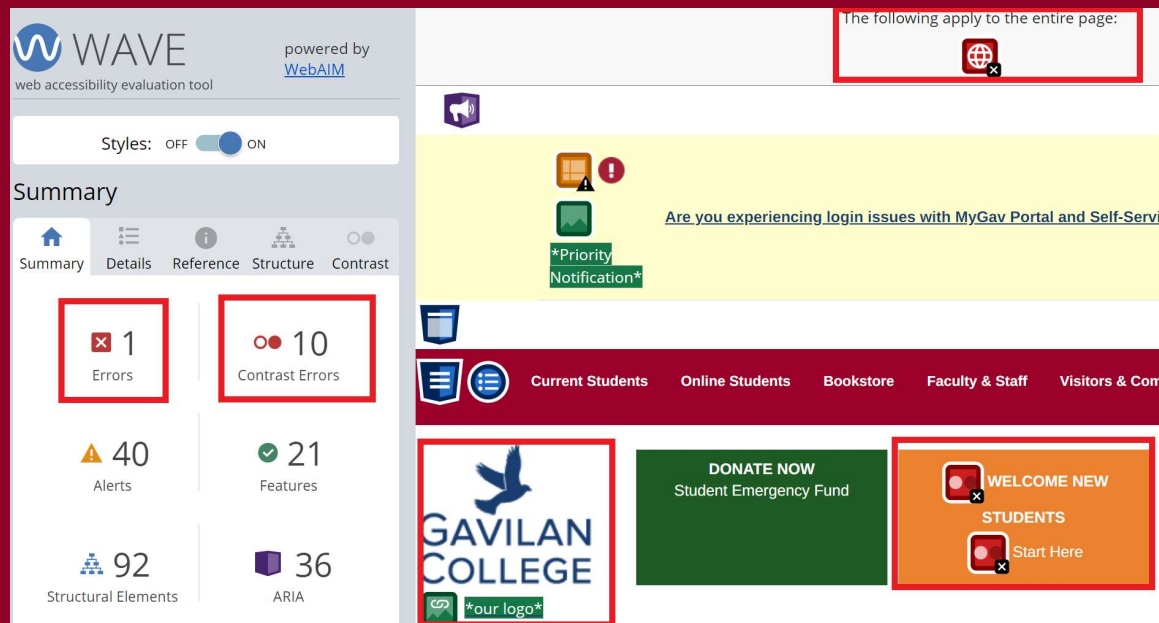 WAVE
powered by
WebAIM
web accessibility evaluation tool
Styles: OFF ON
Summary
Summary Details Reference Structure Contrast
1
Errors
10
Contrast Errors
40
Alerts
21
Features
92
Structural Elements
36
ARIA
The following apply to the entire page:
Are you experiencing login issues with MyGav Portal and Self-Servi
*Priority
Notification*
Current Students Online Students Bookstore Faculty & Staff Visitors & Com
GAVILAN
COLLEGE
*our logo*
DONATE NOW
Student Emergency Fund
WELCOME NEW
STUDENTS
Start Here